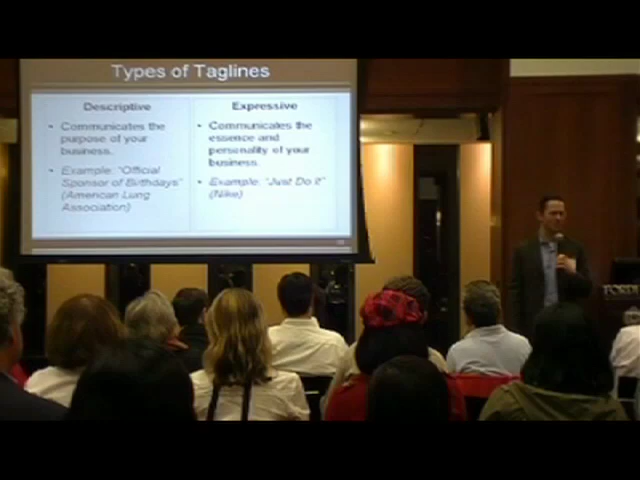 Types of Taglines
Descriptive
• Communicates the
purpose of your
business.
• Example: "Official
Sponsor of Birthdays"
(American Lung
Association)
Expressive
• Communicates the
essence and
personality of your
business.
• Example: "Just Do it"
(Nike)